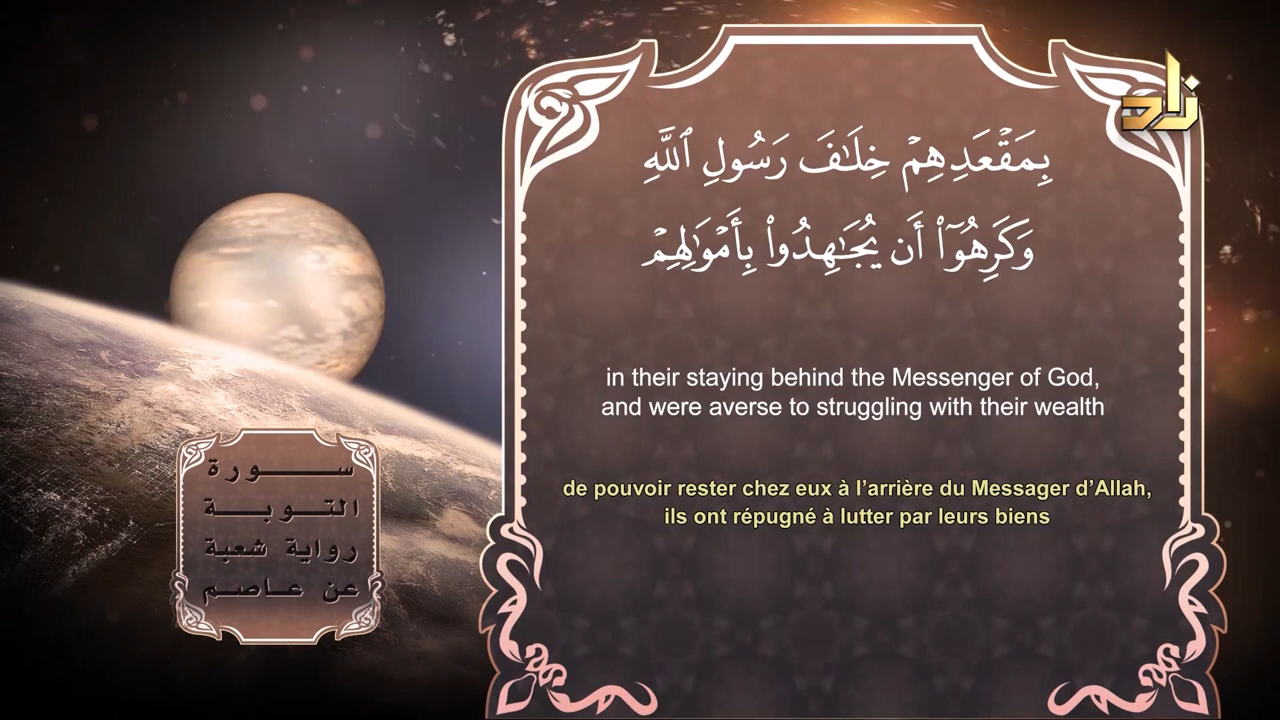 زاد
بِمَقْعَدِهِمْ خِلَـٰفَ رَسُولِ ٱللَّهِ
وَكَرِهُوٓا۟ أَن يُجَـٰهِدُوا۟ بِأَمْوَٰلِهِمْ
in their staying behind the Messenger of God,
and were averse to struggling with their wealth
de pouvoir rester chez eux à l’arrière du Messager d’Allah,
ils ont répugné à lutter par leurs biens
سورة
التوبة
رواية شعبة
عن عاصم